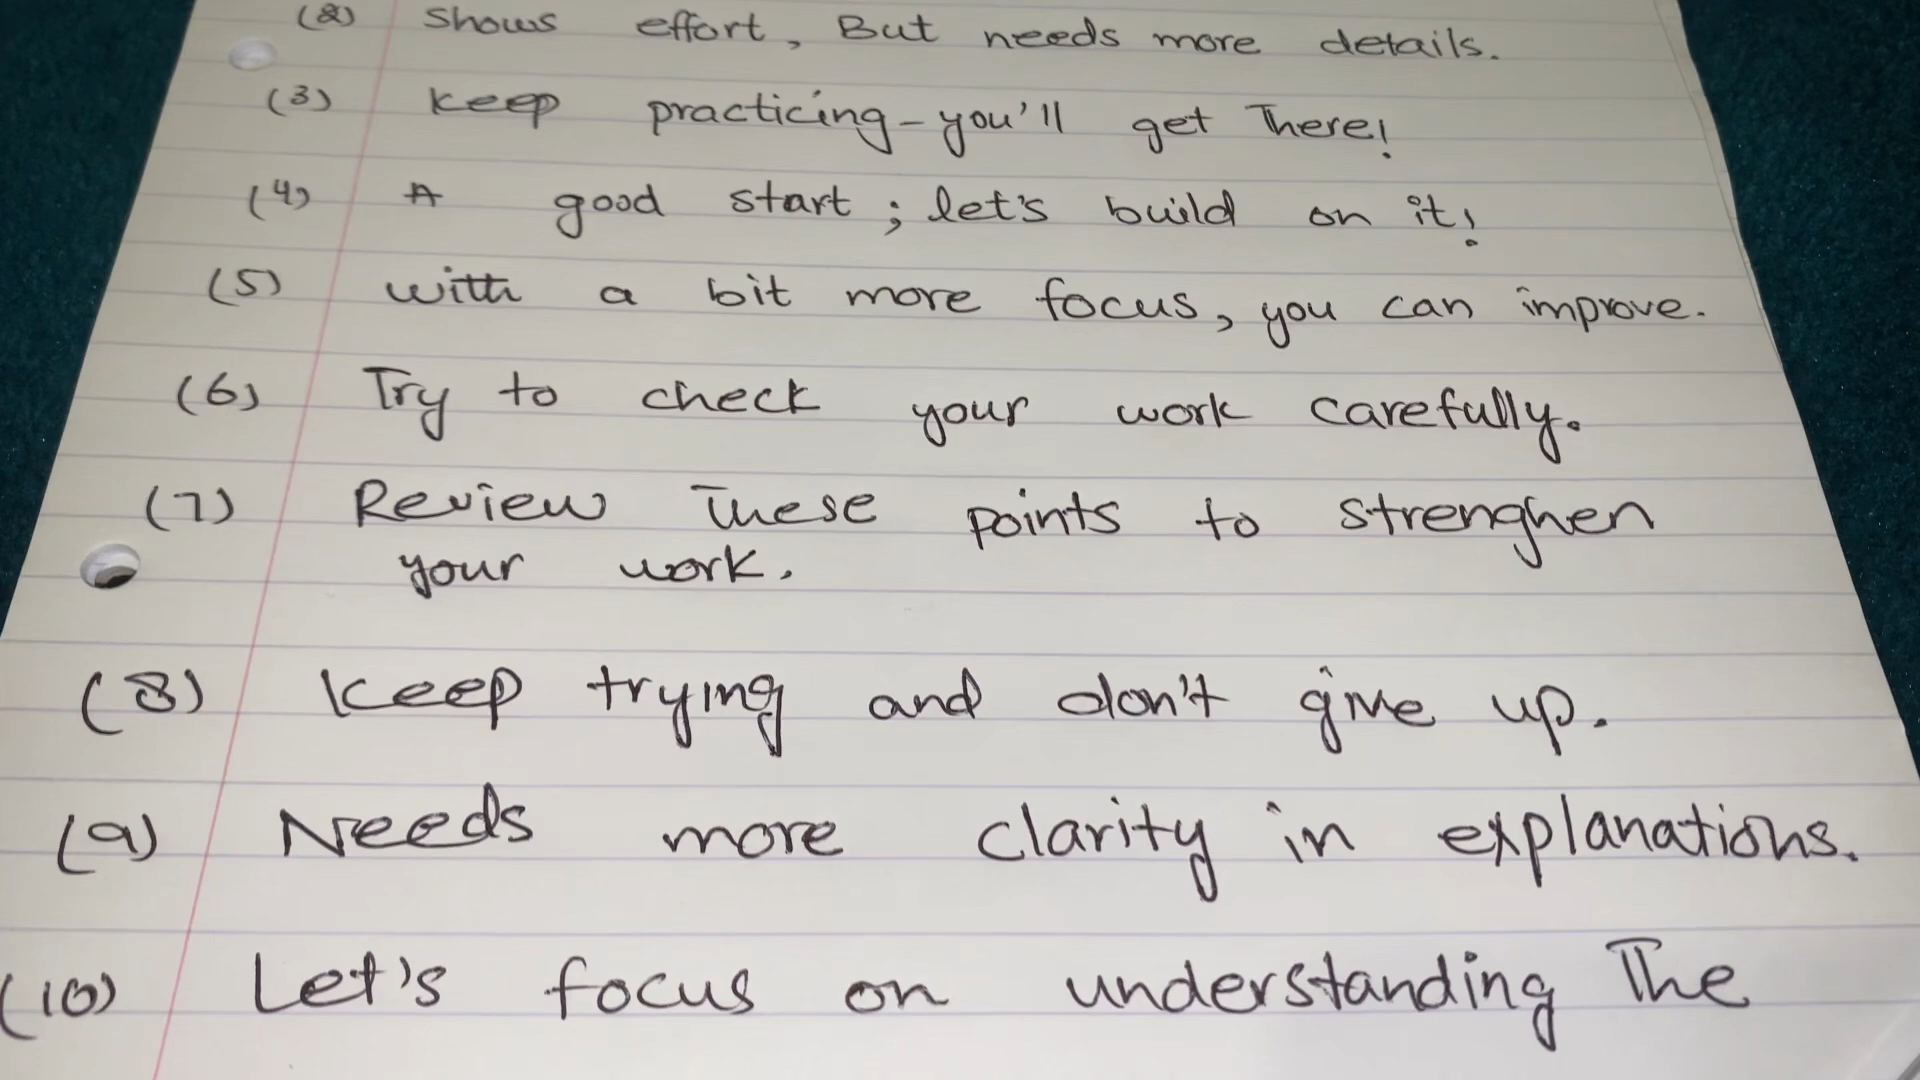 (2) Shows effort, But needs more details.
(3) Keep practicing - you'll get There!
(4) A good start ; let's build on it!
(5) with a bit more focus, you can improve.
(6) Try to check your work carefully.
(7) Review These points to strenghen
your work.
(8) Keep trying and don't give up.
(9) Needs more clarity in explanations.
(10) Let's focus on understanding The